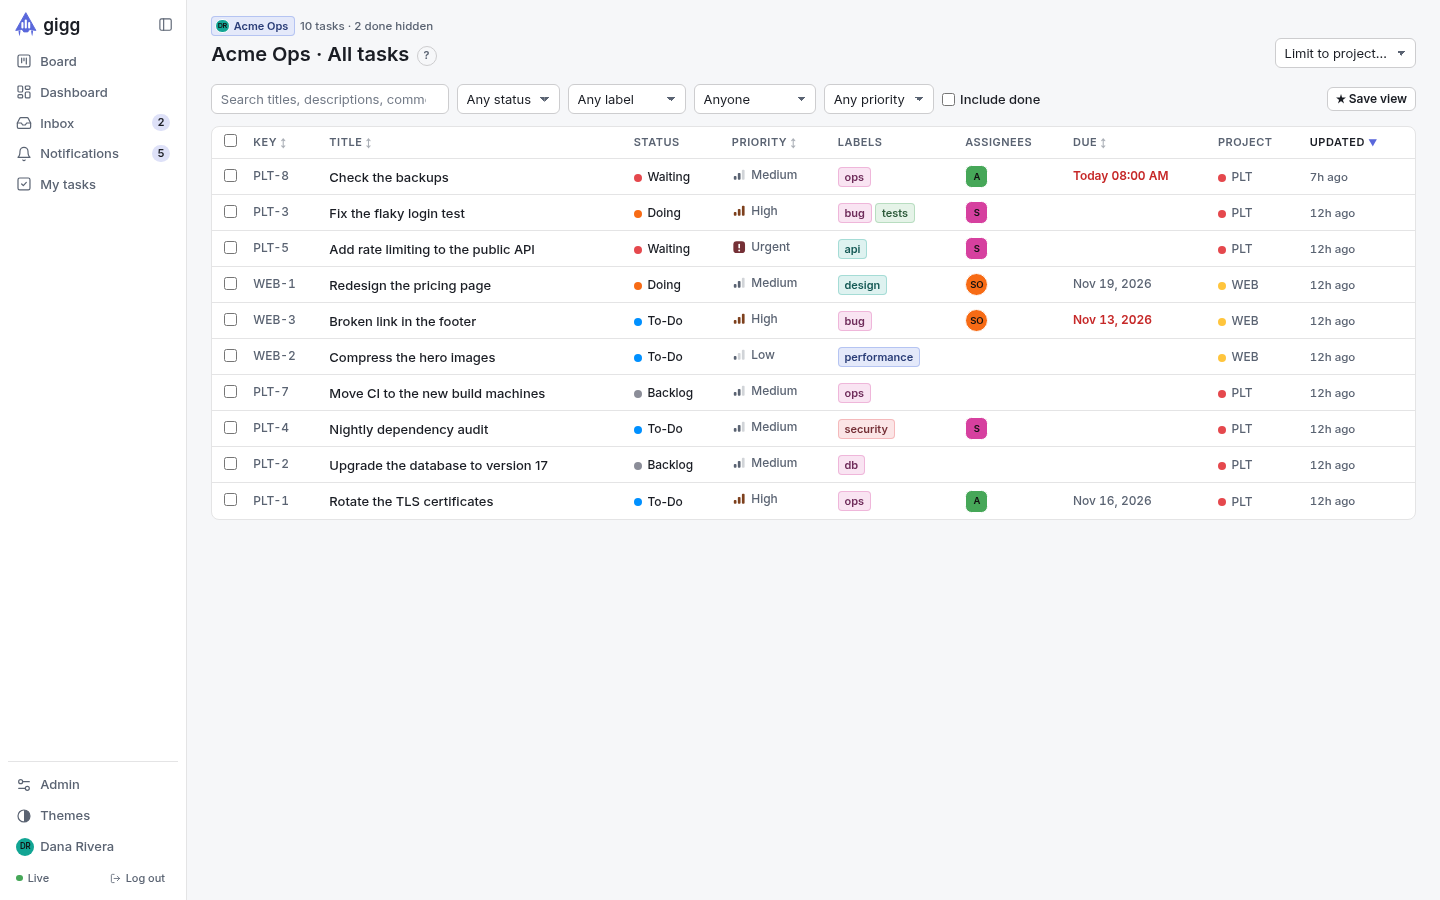 gigg
Board
Dashboard
Inbox 2
Notifications 5
My tasks
Admin
Themes
DR Dana Rivera
Live Log out
DR Acme Ops 10 tasks · 2 done hidden
Acme Ops · All tasks ?
Limit to project...
Search titles, descriptions, comm
Any status Any label Anyone Any priority Include done ★ Save view
KEY TITLE STATUS PRIORITY LABELS ASSIGNEES DUE PROJECT UPDATED
PLT-8 Check the backups Waiting Medium ops A Today 08:00 AM PLT 7h ago
PLT-3 Fix the flaky login test Doing High bug tests S PLT 12h ago
PLT-5 Add rate limiting to the public API Waiting Urgent api S PLT 12h ago
WEB-1 Redesign the pricing page Doing Medium design SO Nov 19, 2026 WEB 12h ago
WEB-3 Broken link in the footer To-Do High bug SO Nov 13, 2026 WEB 12h ago
WEB-2 Compress the hero images To-Do Low performance WEB 12h ago
PLT-7 Move CI to the new build machines Backlog Medium ops PLT 12h ago
PLT-4 Nightly dependency audit To-Do Medium security S PLT 12h ago
PLT-2 Upgrade the database to version 17 Backlog Medium db PLT 12h ago
PLT-1 Rotate the TLS certificates To-Do High ops A Nov 16, 2026 PLT 12h ago